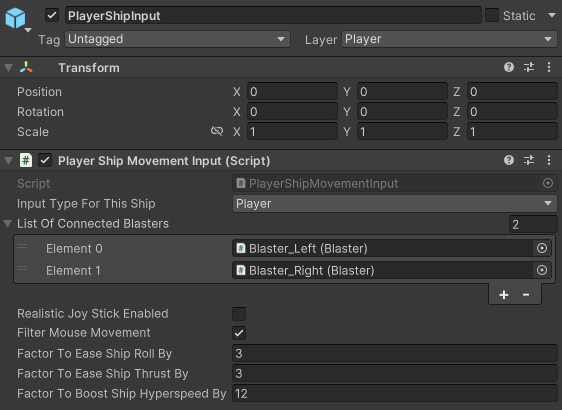 PlayerShipInput Static
Tag Untagged Layer Player
Transform
Position X 0 Y 0 Z 0
Rotation X 0 Y 0 Z 0
Scale X 1 Y 1 Z 1
# Player Ship Movement Input (Script)
Script # PlayerShipMovementInput
Input Type For This Ship Player
List Of Connected Blasters 2
Element 0 # Blaster_Left (Blaster)
Element 1 # Blaster_Right (Blaster)
+ -
Realistic Joy Stick Enabled
Filter Mouse Movement
Factor To Ease Ship Roll By 3
Factor To Ease Ship Thrust By 3
Factor To Boost Ship Hyperspeed By 12